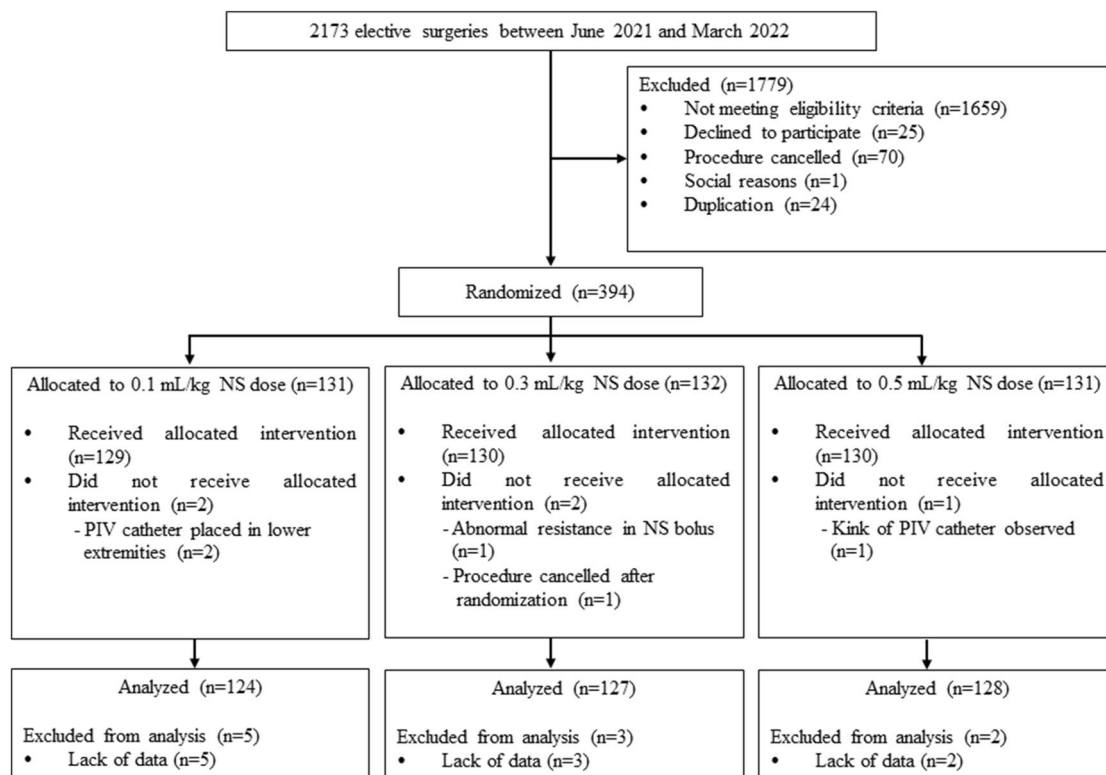 2173 elective surgeries between June 2021 and March 2022
Excluded (n=1779)
• Not meeting eligibility criteria (n=1659)
• Declined to participate (n=25)
• Procedure cancelled (n=70)
• Social reasons (n=1)
• Duplication (n=24)
Randomized (n=394)
Allocated to 0.1 mL/kg NS dose (n=131)
• Received allocated intervention
(n=129)
• Did not receive allocated
intervention (n=2)
- PIV catheter placed in lower
extremities (n=2)
Allocated to 0.3 mL/kg NS dose (n=132)
• Received allocated intervention
(n=130)
• Did not receive allocated
intervention (n=2)
- Abnormal resistance in NS bolus
(n=1)
- Procedure cancelled after
randomization (n=1)
Allocated to 0.5 mL/kg NS dose (n=131)
• Received allocated intervention
(n=130)
• Did not receive allocated
intervention (n=1)
- Kink of PIV catheter observed
(n=1)
Analyzed (n=124)
Excluded from analysis (n=5)
• Lack of data (n=5)
Analyzed (n=127)
Excluded from analysis (n=3)
• Lack of data (n=3)
Analyzed (n=128)
Excluded from analysis (n=2)
• Lack of data (n=2)